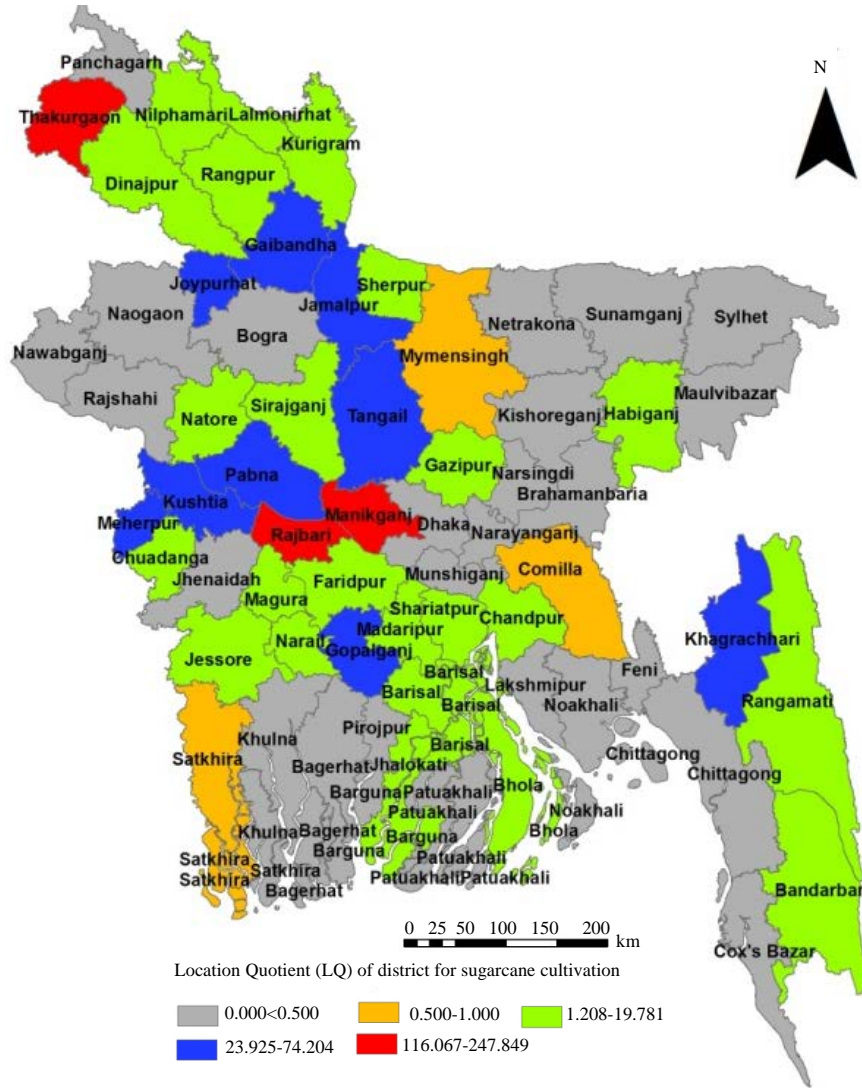 N
Panchagarh
Thakurgaon
Nilphamari
Lalmonirhat
Kurigram
Dinajpur
Rangpur
Gaibandha
Joypurhat
Jamalpur
Sherpur
Naogaon
Bogra
Mymensingh
Netrakona
Sunamganj
Sylhet
Nawabganj
Rajshahi
Natore
Sirajganj
Tangail
Kishoreganj
Habiganj
Maulvibazar
Gazipur
Narsingdi
Brahamanbaria
Pabna
Kushtia
Meherpur
Rajbari
Manikganj
Dhaka
Narayanganj
Chuadanga
Jhenaidah
Magura
Faridpur
Munshiganj
Comilla
Shariatpur
Chandpur
Madaripur
Narail
Gopalganj
Jessore
Khagrachhari
Feni
Rangamati
Barisal
Barisal
Barisal
Lakshmipur
Noakhali
Pirojpur
Khulna
Satkhira
Barisal
Bagerhat
Jhalokati
Chittagong
Chittagong
Barguna
Patuakhali
Bhola
Patuakhali
Noakhali
Khulna
Bagerhat
Barguna
Barguna
Bhola
Satkhira
Satkhira
Satkhira
Bagerhat
Patuakhali
Patuakhali
Patuakhali
Bandarban
Cox's Bazar
0 25 50 100 150 200
km
Location Quotient (LQ) of district for sugarcane cultivation
0.000<0.500
0.500-1.000
1.208-19.781
23.925-74.204
116.067-247.849